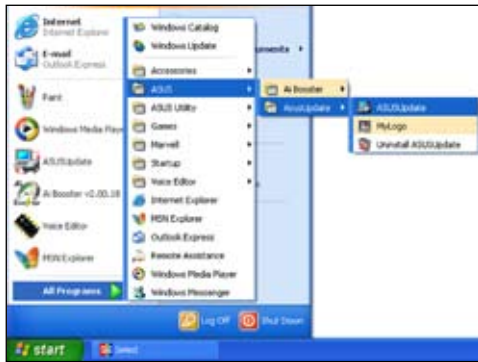 Internet
Internet Explorer
E-mail
Outlook Express
Paint
Windows Media Play
ASUSUpdate
Ai Booster v2.00.18
Voice Editor
MSN Explorer
All Programs
Windows Catalog
Windows Update
Accessories
ASUS
ASUS Utility
Games
Marvell
Startup
Voice Editor
Internet Explorer
MSN Explorer
Outlook Express
Remote Assistance
Windows Media Player
Windows Messenger
uments
Ai Booster
AsusUpdate
ASUSUpdate
MyLogo
Uninstall ASUSUpdate
Log Off
Shut Down
start